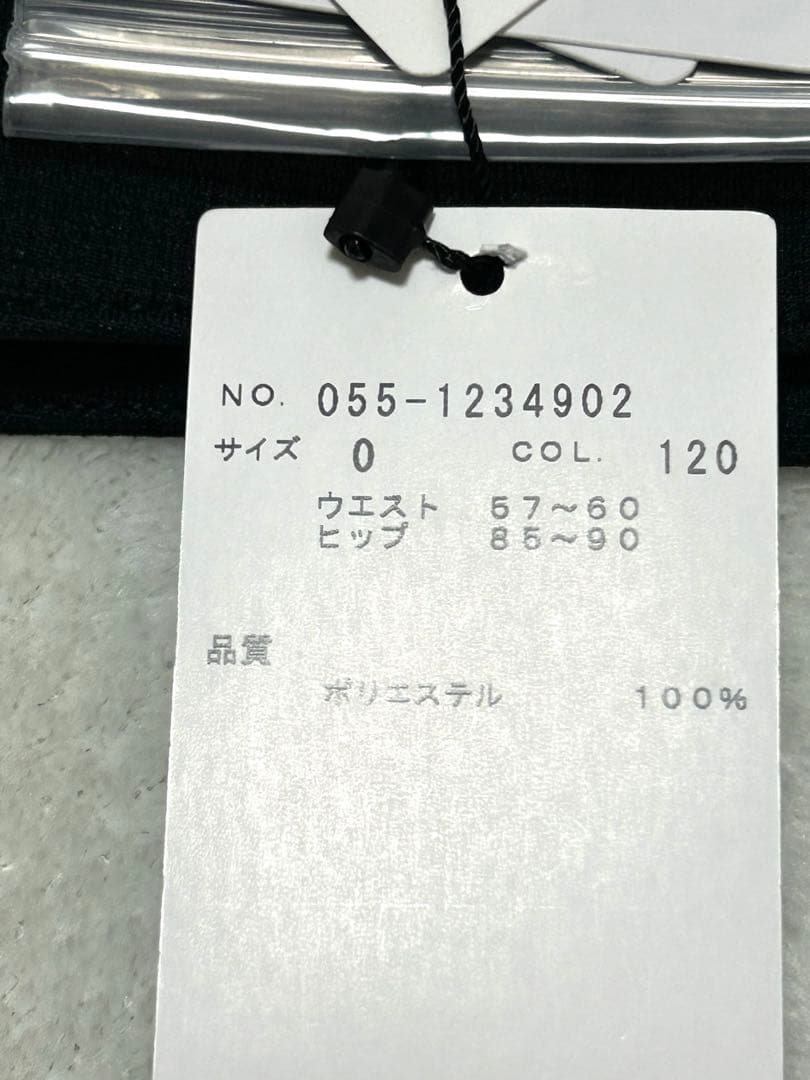 NO. 055-1234902
サイズ 0 COL. 120
ウエスト 57～60
ヒップ 85～90
品質
ポリエステル 100%